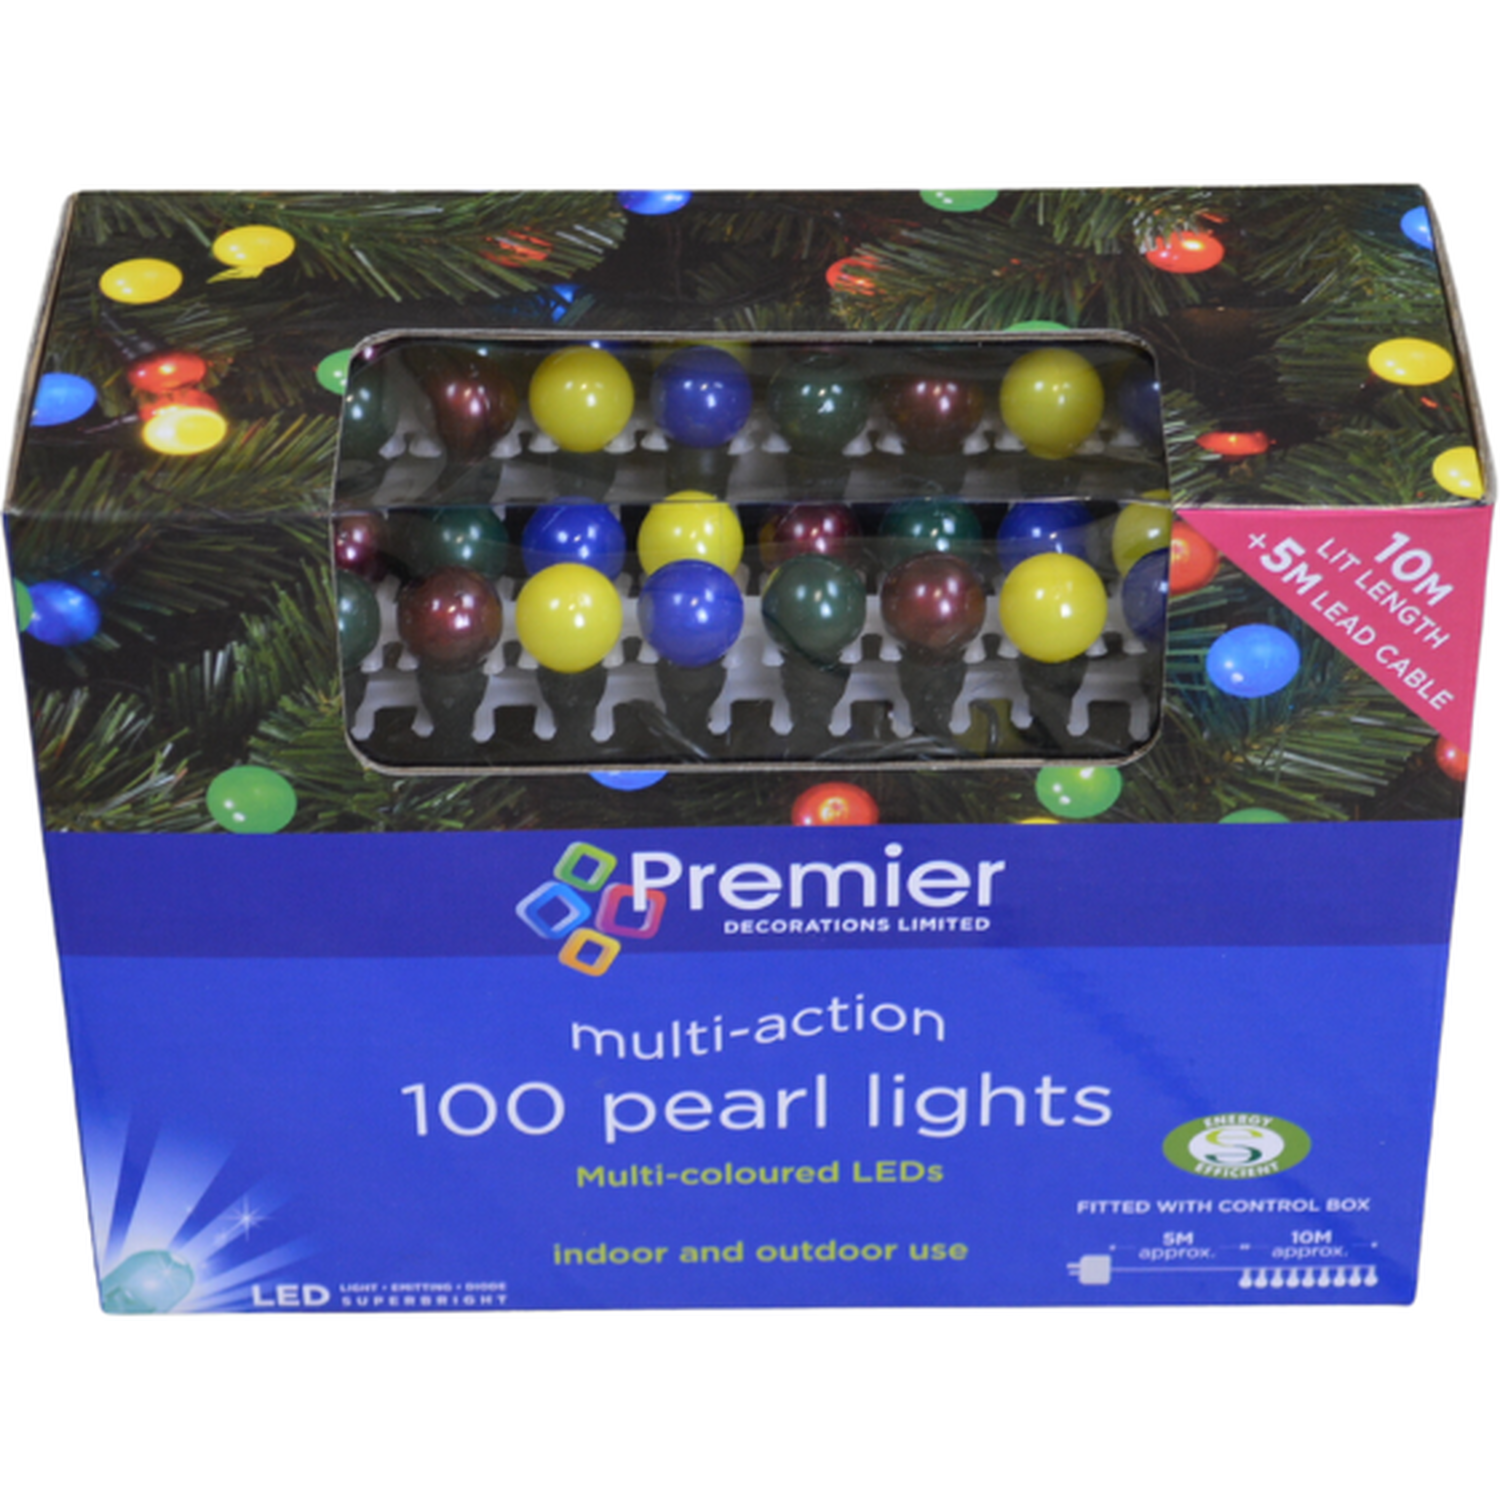 10M
LIT LENGTH
+5M LEAD CABLE
Premier
DECORATIONS LIMITED
multi-action
100 pearl lights
Multi-coloured LEDs
indoor and outdoor use
ENERGY
S
EFFICIENT
FITTED WITH CONTROL BOX
5M 10M
approx. approx.
LED LIGHT • EMITTING • DIODE
SUPERBRIGHT